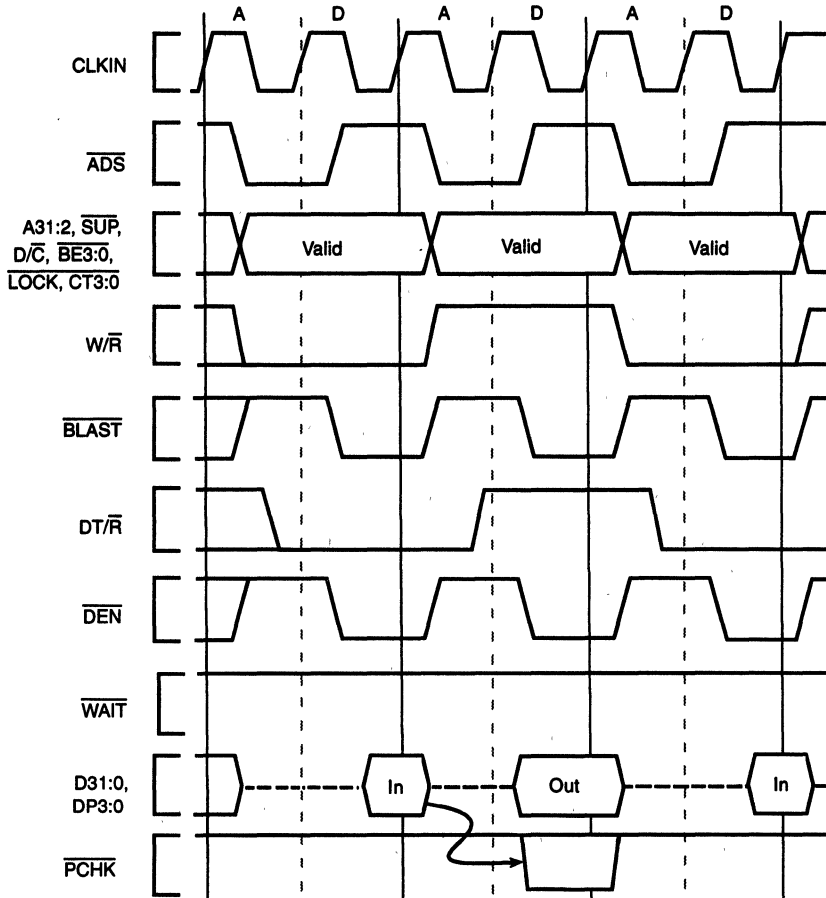 A D A D A D
CLKIN
ADS
A31:2, SUP,
D/C, BE3:0,
LOCK, CT3:0
Valid Valid Valid
W/R
BLAST
DT/R
DEN
WAIT
D31:0,
DP3:0
In Out In
PCHK